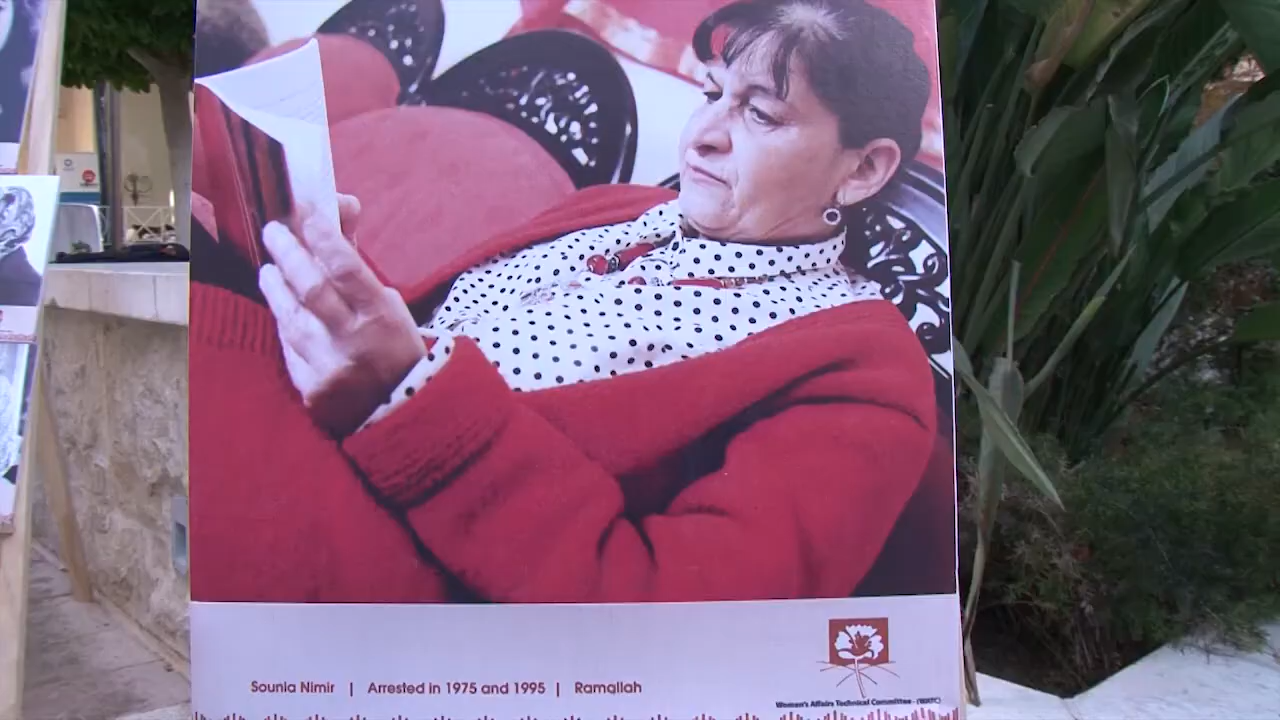 Sounia Nimir | Arrested in 1975 and 1995 | Ramallah
Women's Affairs Technical Committee - (WATC)